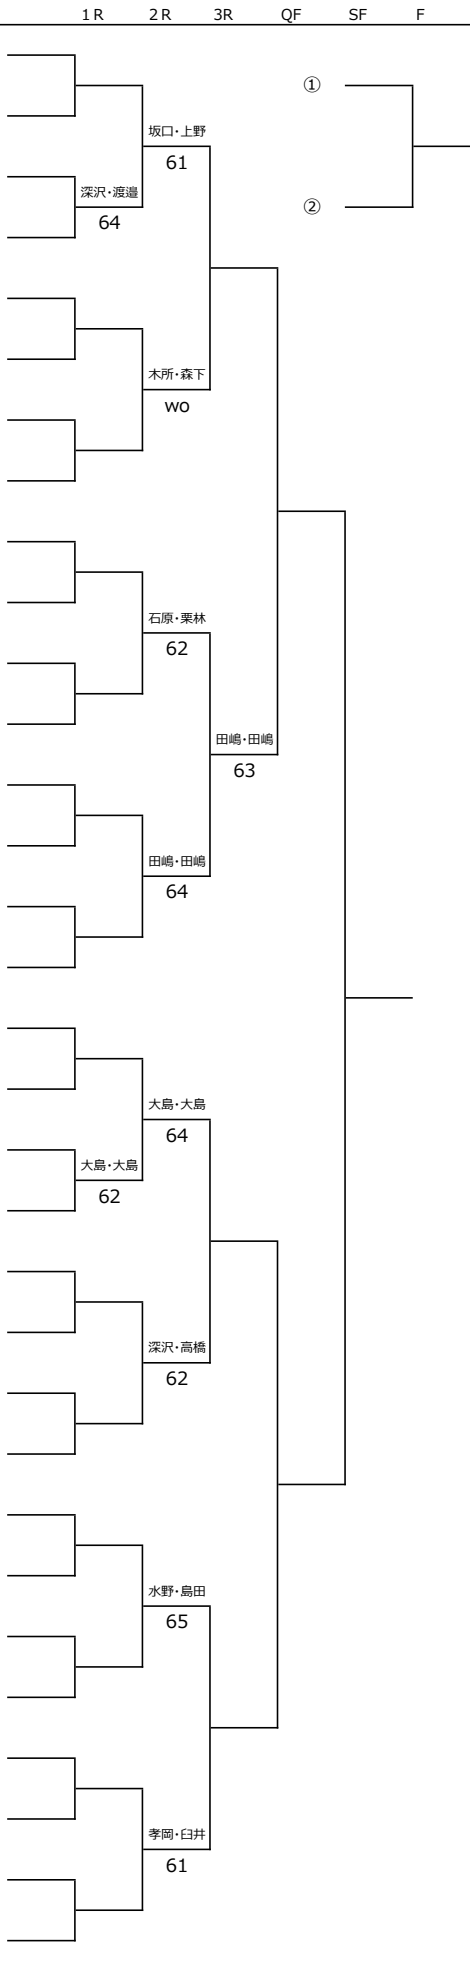 1R 2R 3R QF SF F
①
坂口・上野
61
深沢・渡邉
②
64
木所・森下
wo
石原・栗林
62
田嶋・田嶋
63
田嶋・田嶋
64
大島・大島
64
大島・大島
62
深沢・高橋
62
水野・島田
65
孝岡・臼井
61